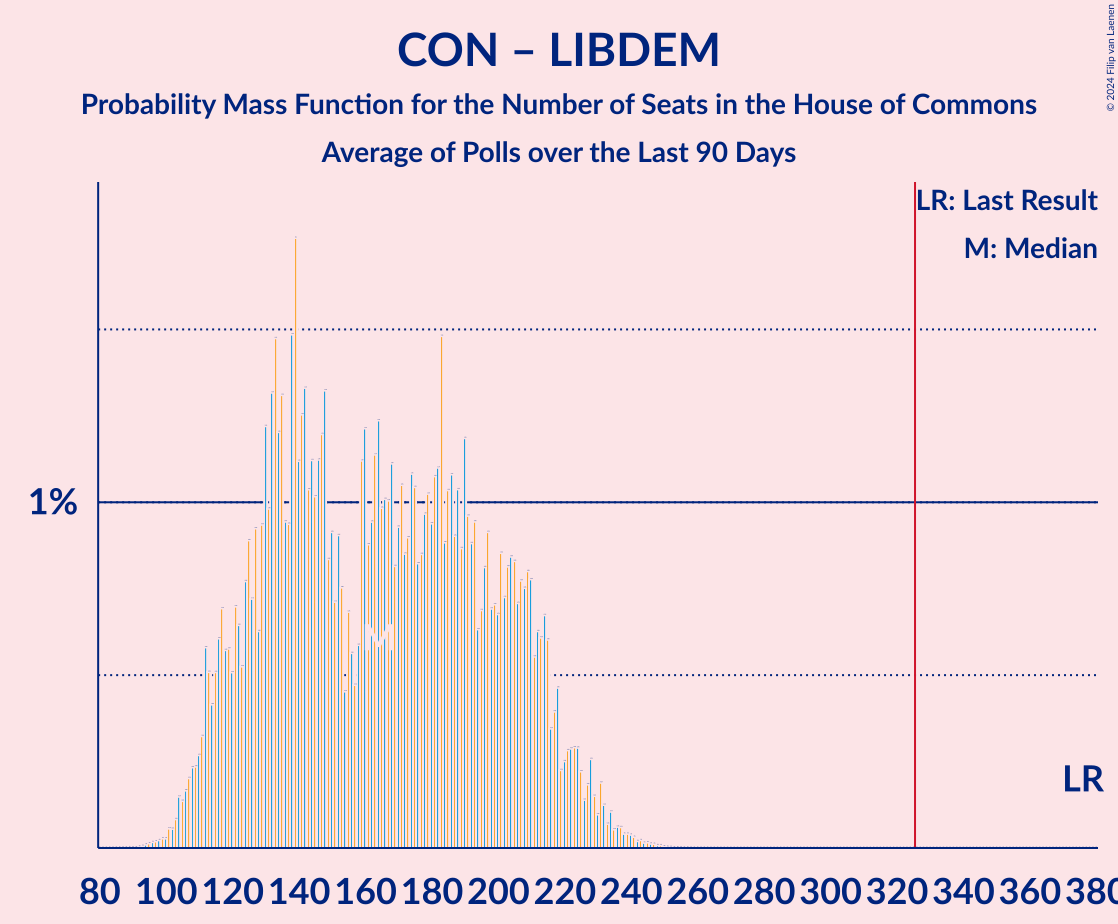 CON – LIBDEM
Probability Mass Function for the Number of Seats in the House of Commons
Average of Polls over the Last 90 Days
© 2024 Filip van Laenen
LR: Last Result
M: Median
1%
M
LR
80 100 120 140 160 180 200 220 240 260 280 300 320 340 360 380